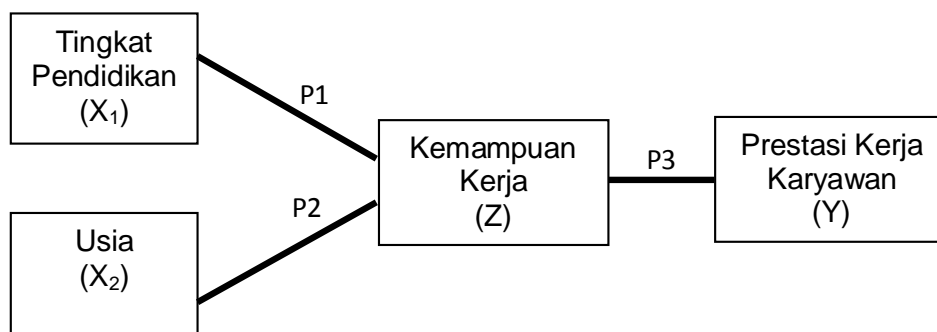 Tingkat
Pendidikan
(X₁)
P1
Usia
(X₂)
P2
Kemampuan
Kerja
(Z)
P3
Prestasi Kerja
Karyawan
(Y)